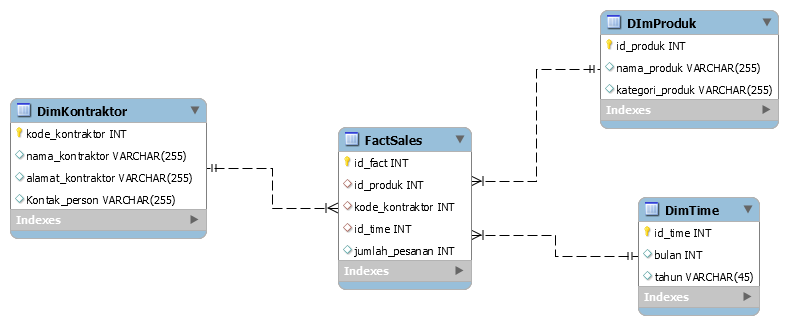 DImProduk
id_produk INT
nama_produk VARCHAR(255)
kategori_produk VARCHAR(255)
Indexes
DimKontraktor
kode_kontraktor INT
nama_kontraktor VARCHAR(255)
alamat_kontraktor VARCHAR(255)
Kontak_person VARCHAR(255)
Indexes
FactSales
id_fact INT
id_produk INT
kode_kontraktor INT
id_time INT
jumlah_pesanan INT
Indexes
DimTime
id_time INT
bulan INT
tahun VARCHAR(45)
Indexes